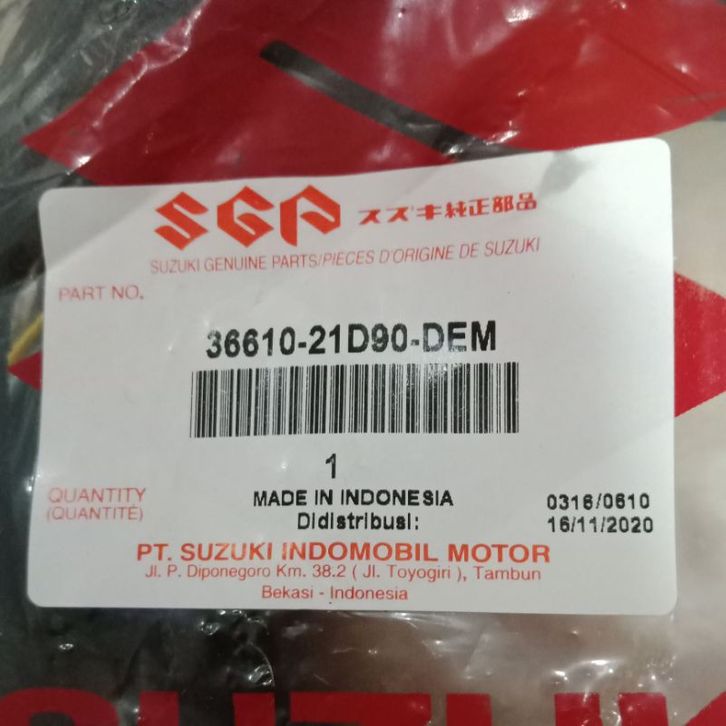 SGP スズキ純正部品
SUZUKI GENUINE PARTS/PIECES D'ORIGINE DE SUZUKI
PART NO.
36610-21D90-DEM
1
QUANTITY
(QUANTITÉ)
MADE IN INDONESIA
Didistribusi:
0316/0610
16/11/2020
PT. SUZUKI INDOMOBIL MOTOR
Jl. P. Diponegoro Km. 38.2 ( Jl. Toyogiri ), Tambun
Bekasi - Indonesia